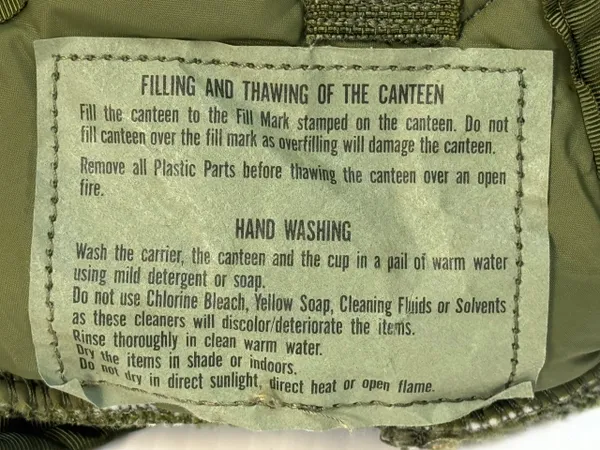 FILLING AND THAWING OF THE CANTEEN
Fill the canteen to the Fill Mark stamped on the canteen. Do not
fill canteen over the fill mark as overfilling will damage the canteen.
Remove all Plastic Parts before thawing the canteen over an open
fire.
HAND WASHING
Wash the carrier, the canteen and the cup in a pail of warm water
using mild detergent or soap.
Do not use Chlorine Bleach, Yellow Soap, Cleaning Fluids or Solvents
as these cleaners will discolor/deteriorate the items.
Rinse thoroughly in clean warm water.
Dry the items in shade or indoors.
Do not dry in direct sunlight, direct heat or open flame.